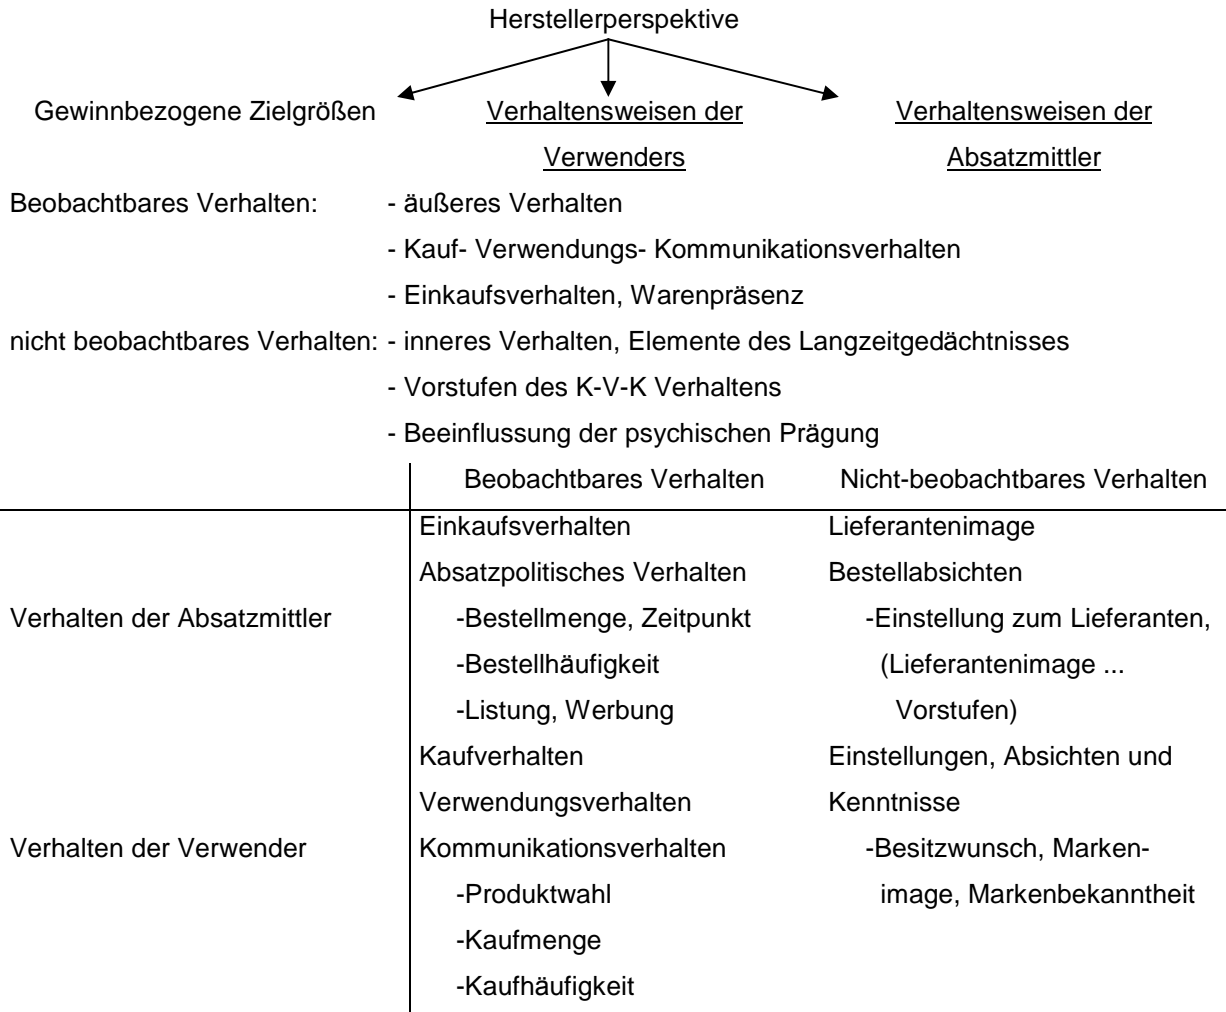 Herstellerperspektive
Gewinnbezogene Zielgrößen Verhaltensweisen der Verhaltensweisen der
Verwenders Absatzmittler
Beobachtbares Verhalten: - äußeres Verhalten
- Kauf- Verwendungs- Kommunikationsverhalten
- Einkaufsverhalten, Warenpräsenz
nicht beobachtbares Verhalten: - inneres Verhalten, Elemente des Langzeitgedächtnisses
- Vorstufen des K-V-K Verhaltens
- Beeinflussung der psychischen Prägung
Beobachtbares Verhalten Nicht-beobachtbares Verhalten
Einkaufsverhalten Lieferantenimage
Absatzpolitisches Verhalten Bestellabsichten
Verhalten der Absatzmittler -Bestellmenge, Zeitpunkt -Einstellung zum Lieferanten,
-Bestellhäufigkeit (Lieferantenimage ...
-Listung, Werbung Vorstufen)
Kaufverhalten Einstellungen, Absichten und
Verwendungsverhalten Kenntnisse
Verhalten der Verwender Kommunikationsverhalten -Besitzwunsch, Marken-
-Produktwahl image, Markenbekanntheit
-Kaufmenge
-Kaufhäufigkeit